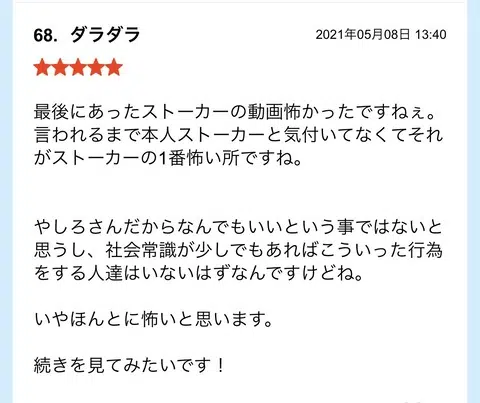 68. ダラダラ
2021年05月08日 13:40
★★★★★
最後にあったストーカーの動画怖かったですねぇ。
言われるまで本人ストーカーと気付いてなくてそれ
がストーカーの1番怖い所ですね。
やしろさんだからなんでもいいという事ではないと
思うし、社会常識が少しでもあればこういった行為
をする人達はいないはずなんですけどね。
いやほんとに怖いと思います。
続きを見てみたいです！